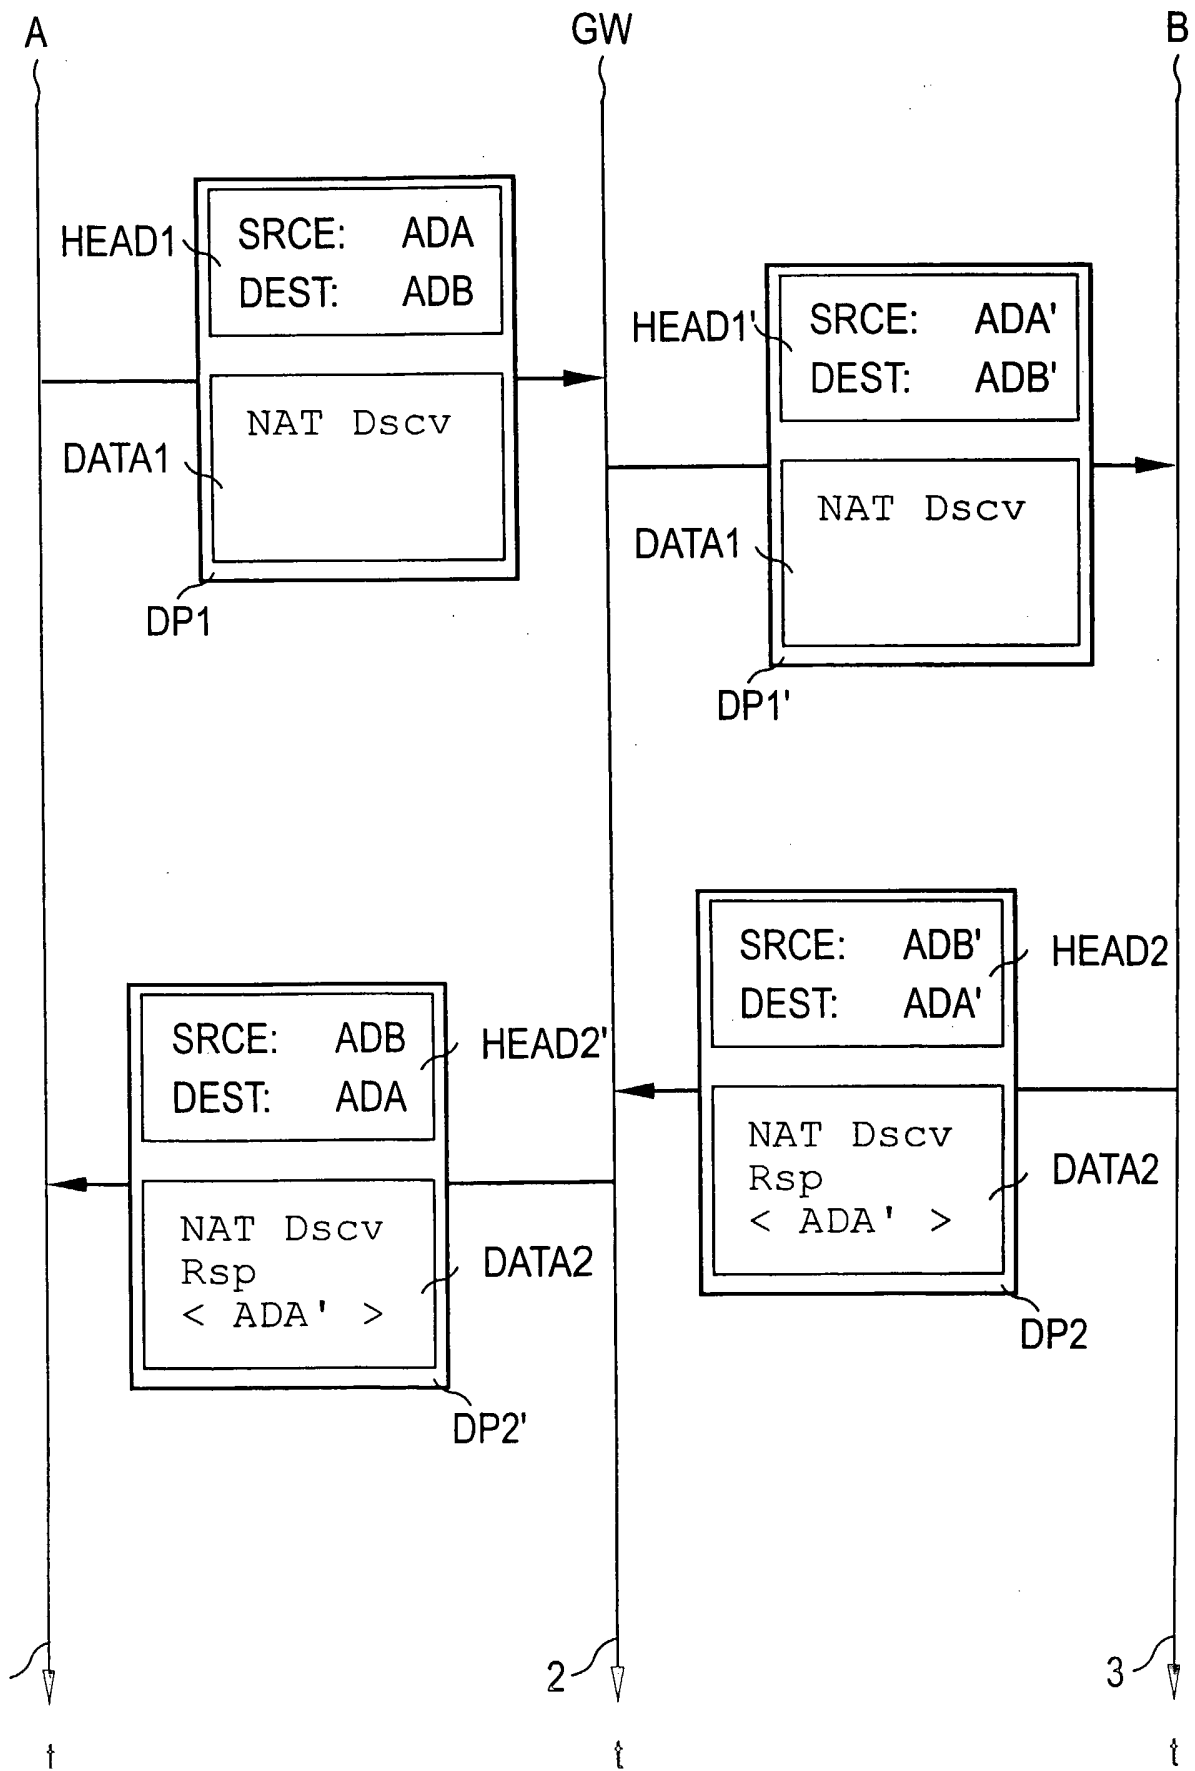 A
GW
B
HEAD1
SRCE: ADA
DEST: ADB
DATA1
NAT Dscv
DP1
HEAD1'
SRCE: ADA'
DEST: ADB'
DATA1
NAT Dscv
DP1'
SRCE: ADB'
DEST: ADA'
HEAD2
NAT Dscv
Rsp
< ADA' >
DATA2
DP2
SRCE: ADB
DEST: ADA
HEAD2'
NAT Dscv
Rsp
< ADA' >
DATA2
DP2'
2
3
t
t
t